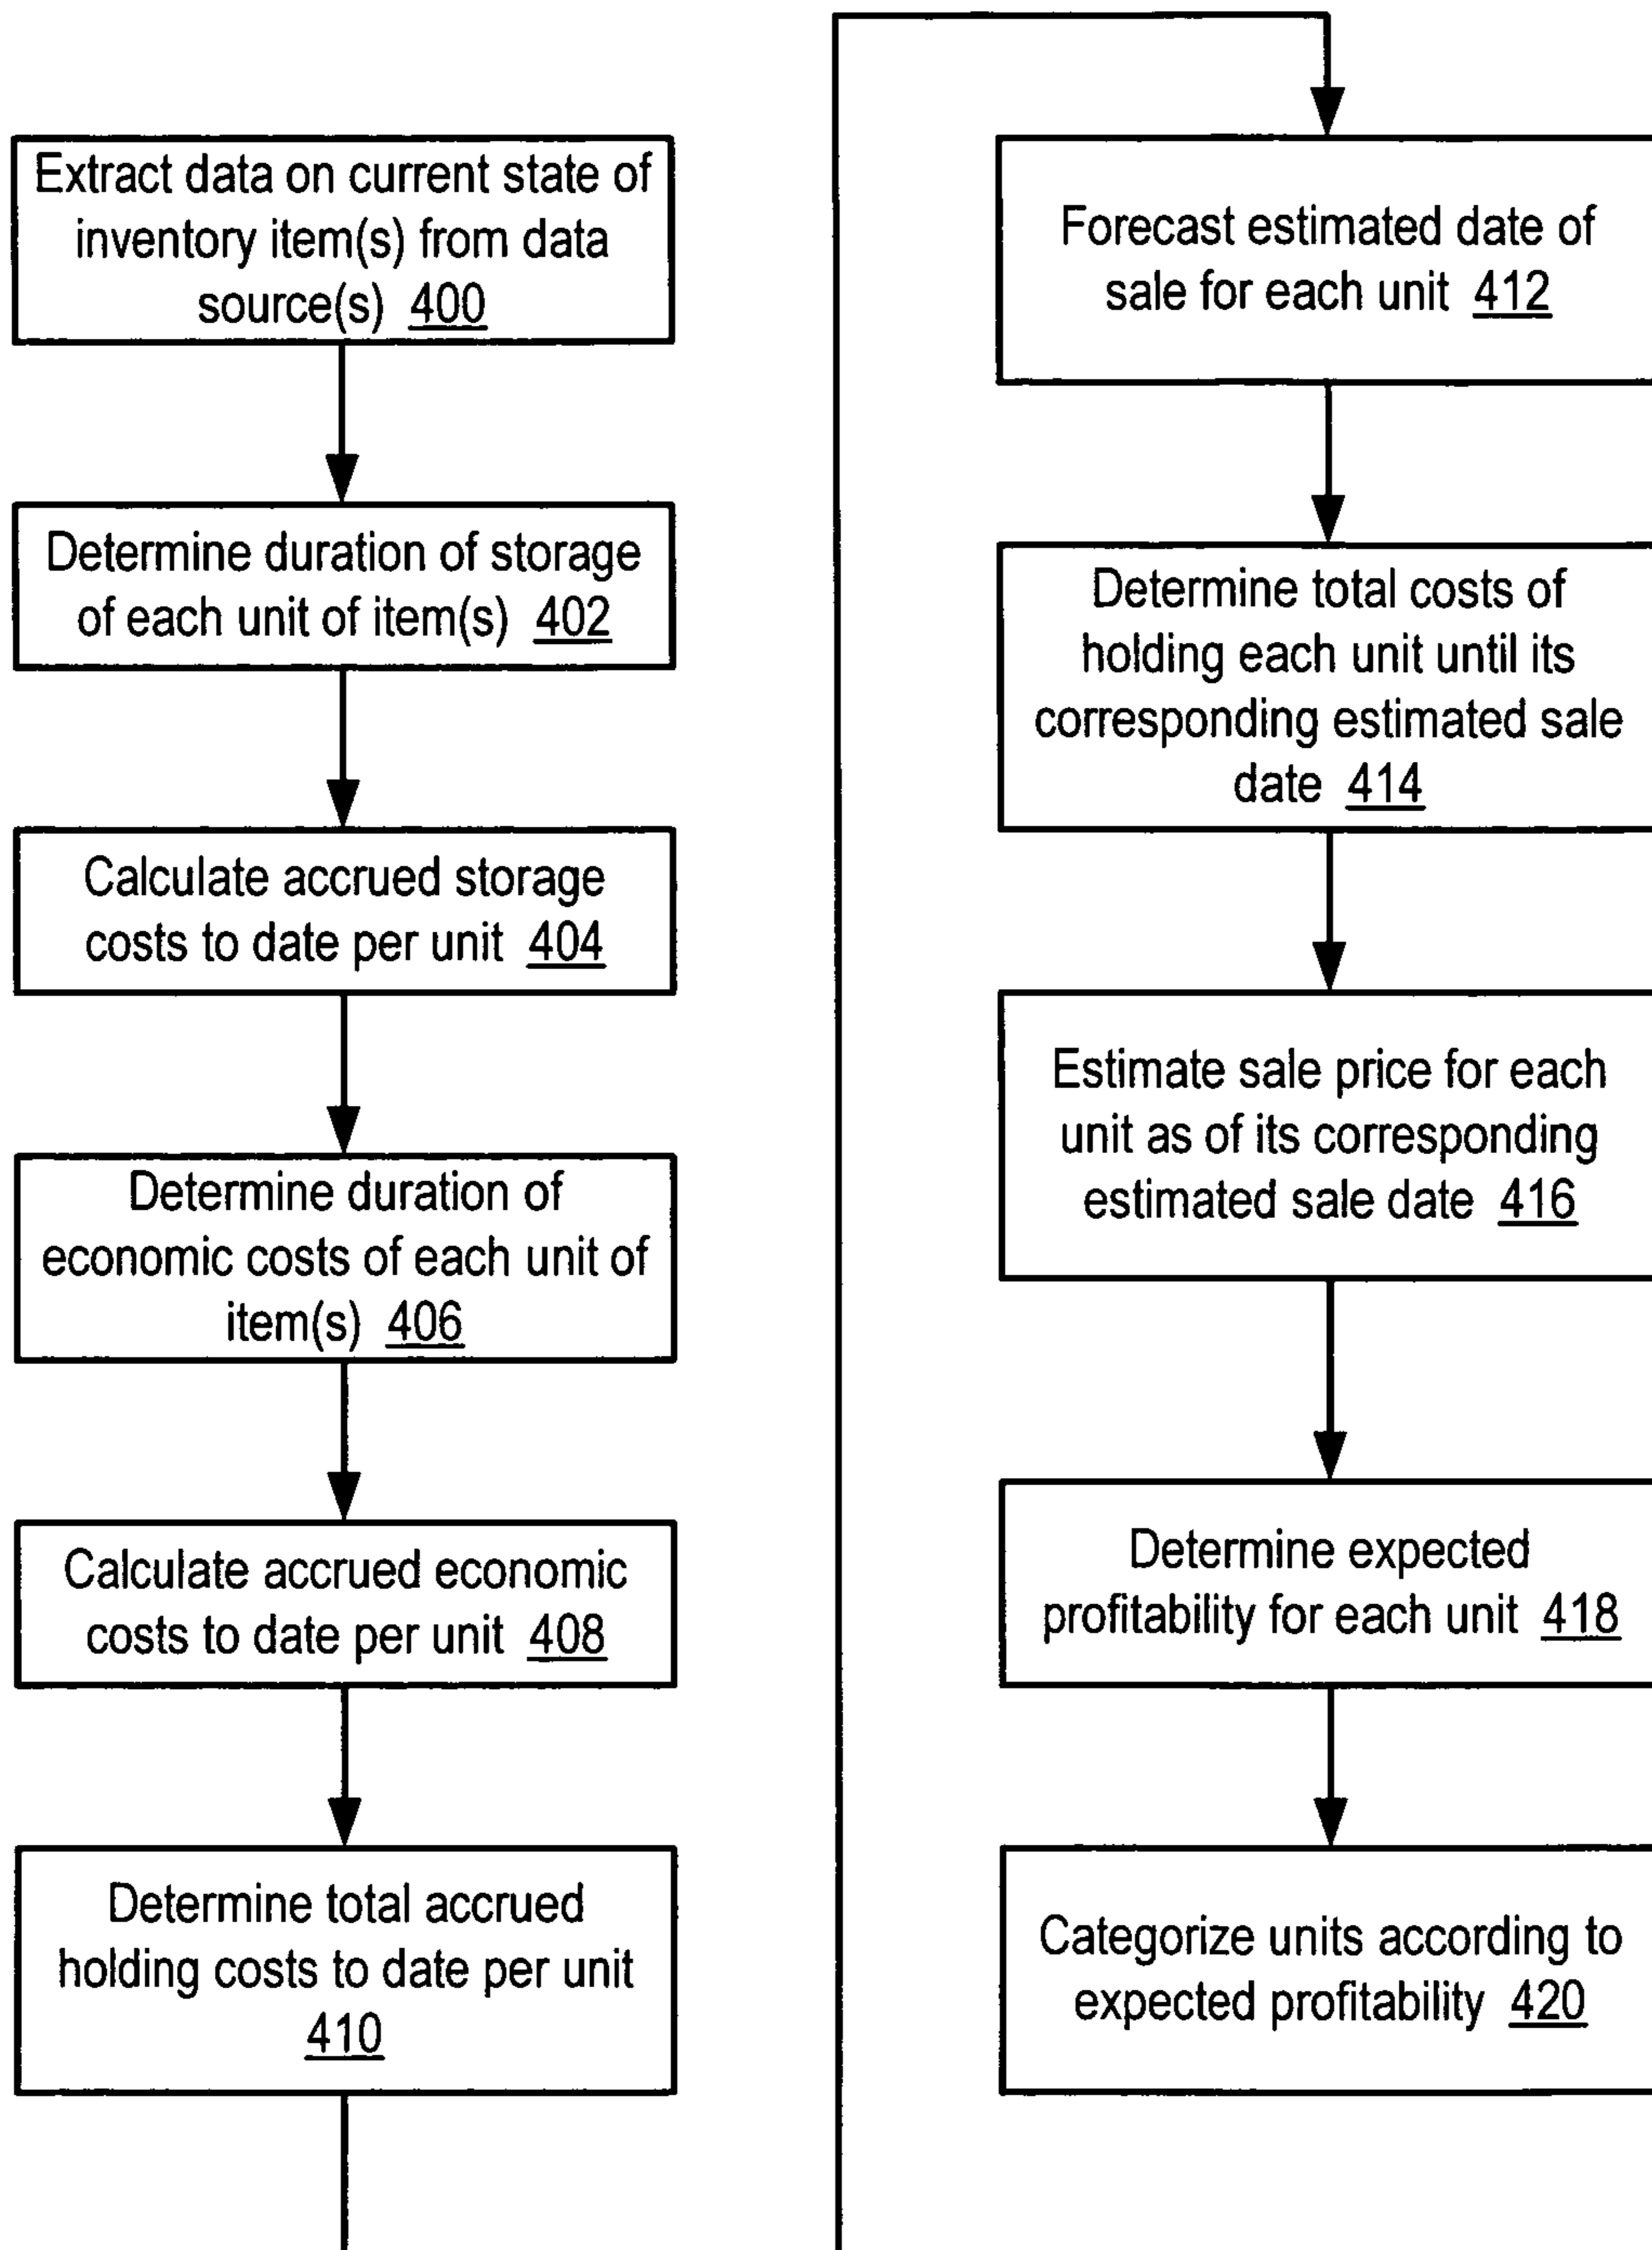 Extract data on current state of
inventory item(s) from data
source(s) 400
Determine duration of storage
of each unit of item(s) 402
Calculate accrued storage
costs to date per unit 404
Determine duration of
economic costs of each unit of
item(s) 406
Calculate accrued economic
costs to date per unit 408
Determine total accrued
holding costs to date per unit
410
Forecast estimated date of
sale for each unit 412
Determine total costs of
holding each unit until its
corresponding estimated sale
date 414
Estimate sale price for each
unit as of its corresponding
estimated sale date 416
Determine expected
profitability for each unit 418
Categorize units according to
expected profitability 420